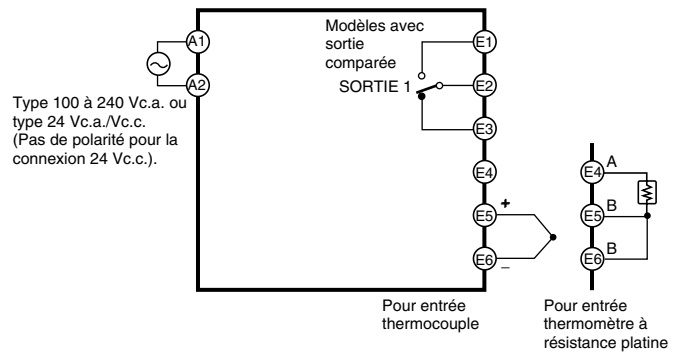 A1
A2
Type 100 à 240 Vc.a. ou
type 24 Vc.a./Vc.c.
(Pas de polarité pour la
connexion 24 Vc.c.).
Modèles avec
sortie
comparée
SORTIE 1
E1
E2
E3
E4
E5
E6
+
–
Pour entrée
thermocouple
E4
A
E5
B
E6
B
Pour entrée
thermomètre à
résistance platine